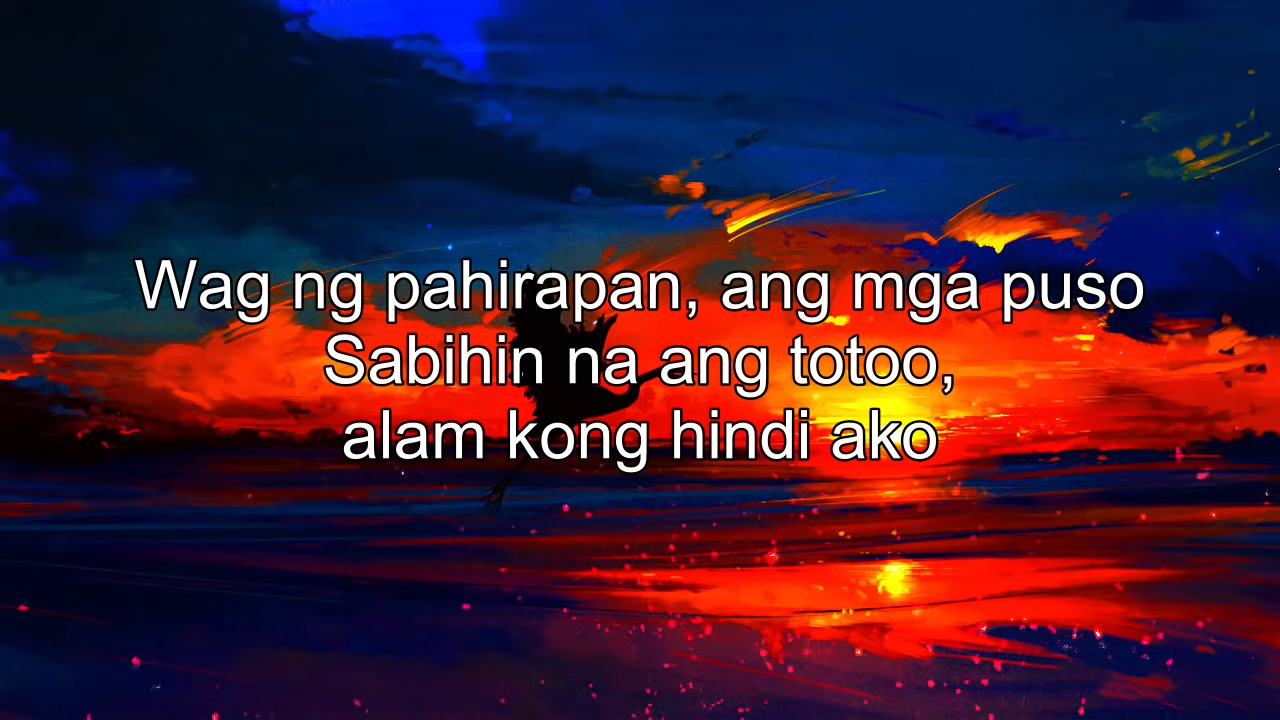 Wag ng pahirapan, ang mga puso
Sabihin na ang totoo,
alam kong hindi ako